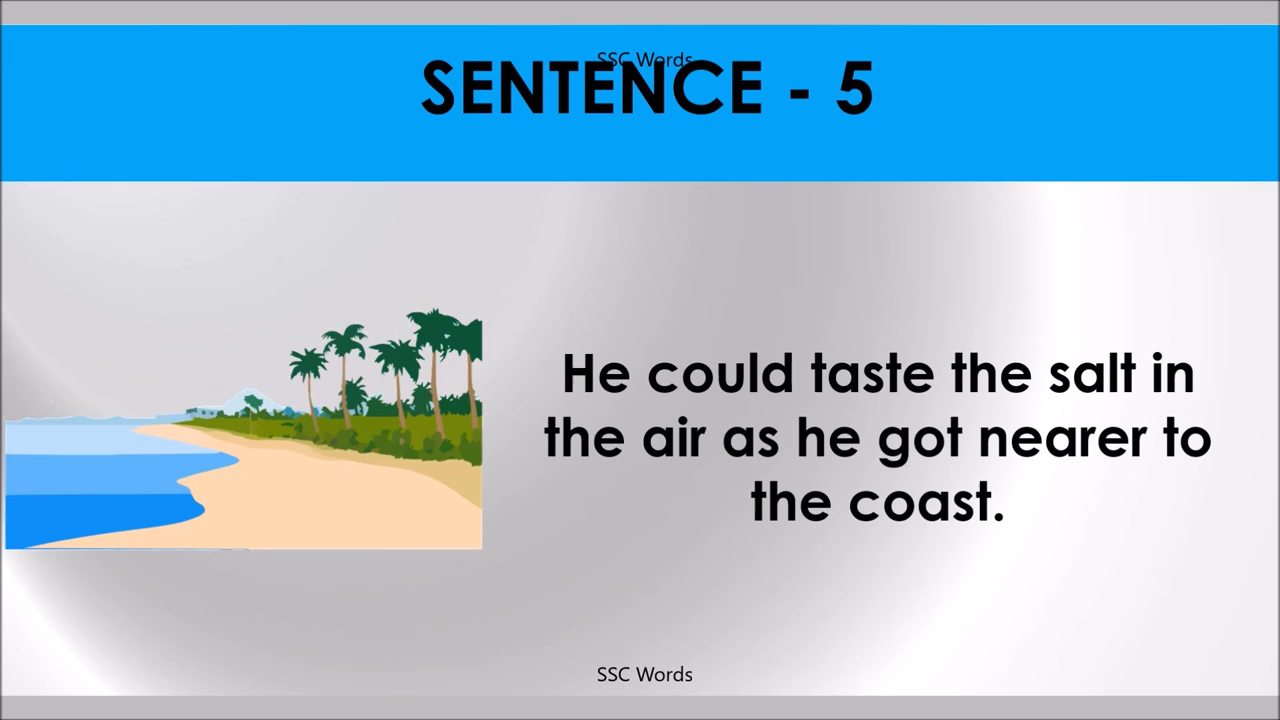 SSC Words
SENTENCE - 5
He could taste the salt in
the air as he got nearer to
the coast.
SSC Words